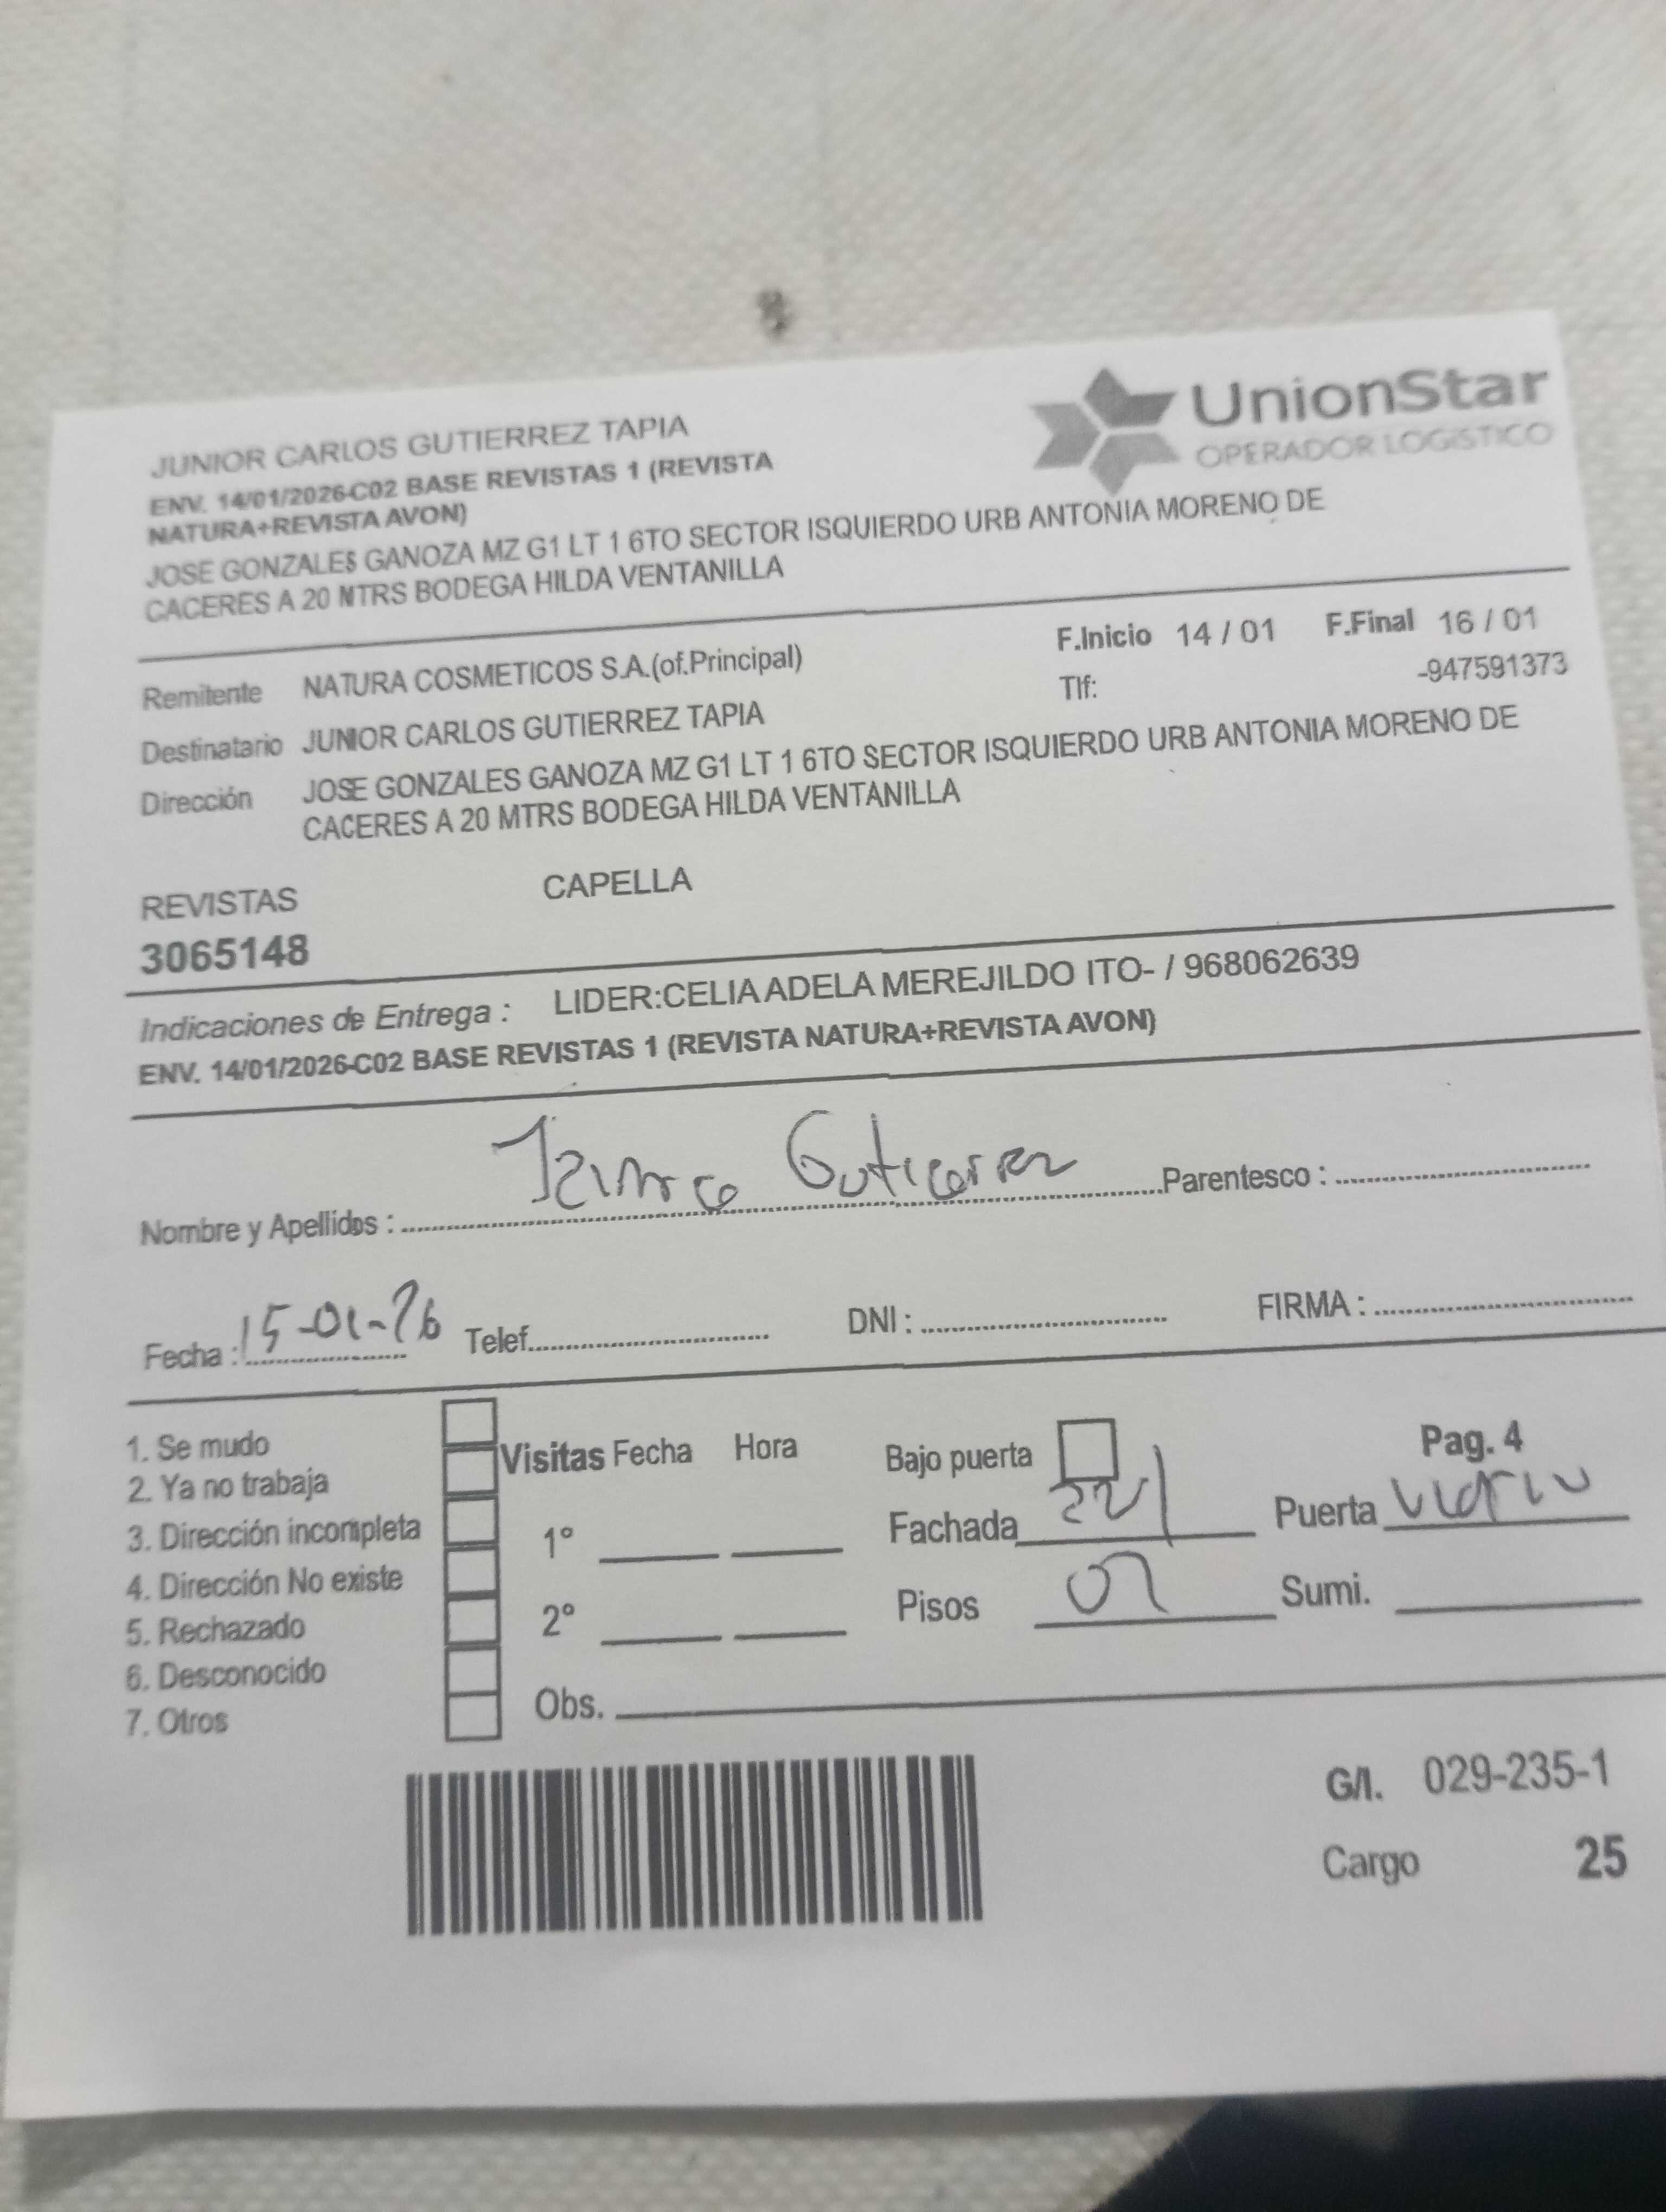 JUNIOR CARLOS GUTIERREZ TAPIA
ENV. 14/01/2026-C02 BASE REVISTAS 1 (REVISTA
NATURA+REVISTA AVON)
JOSE GONZALES GANOZA MZ G1 LT 1 6TO SECTOR ISQUIERDO URB ANTONIA MORENO DE
CACERES A 20 MTRS BODEGA HILDA VENTANILLA
UnionStar
OPERADOR LOGISTICO
Remitente NATURA COSMETICOS S.A.(of.Principal)
F.Inicio 14 / 01 F.Final 16 / 01
Destinatario JUNIOR CARLOS GUTIERREZ TAPIA
Tlf: -947591373
Dirección JOSE GONZALES GANOZA MZ G1 LT 1 6TO SECTOR ISQUIERDO URB ANTONIA MORENO DE
CACERES A 20 MTRS BODEGA HILDA VENTANILLA
REVISTAS CAPELLA
3065148
Indicaciones de Entrega : LIDER:CELIA ADELA MEREJILDO ITO- / 968062639
ENV. 14/01/2026-C02 BASE REVISTAS 1 (REVISTA NATURA+REVISTA AVON)
Nombre y Apellidos : Gutierrez Parentesco :
Fecha : 15-01-26 Telef. DNI : FIRMA :
1. Se mudo
2. Ya no trabaja
3. Dirección incompleta
4. Dirección No existe
5. Rechazado
6. Desconocido
7. Otros
Visitas Fecha Hora
1°
2°
Obs.
Bajo puerta Pag. 4
Fachada Puerta
Pisos Sumi.
G/I. 029-235-1
Cargo 25